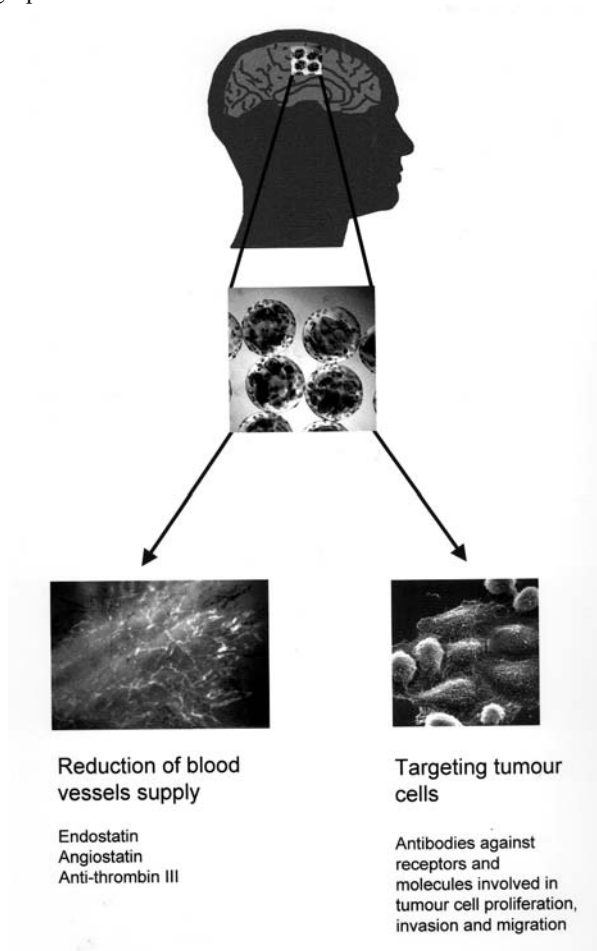 Reduction of blood
vessels supply
Endostatin
Angiostatin
Anti-thrombin III
Targeting tumour
cells
Antibodies against
receptors and
molecules involved in
tumour cell proliferation,
invasion and migration